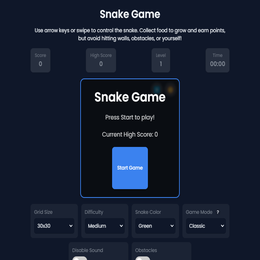 Snake Game
Use arrow keys or swipe to control the snake. Collect food to grow and earn points,
but avoid hitting walls, obstacles, or yourself!
Score
0
High Score
0
Level
1
Time
00:00
Snake Game
Press Start to play!
Current High Score: 0
Start Game
Grid Size
30x30
Difficulty
Medium
Snake Color
Green
Game Mode ?
Classic
Disable Sound
Obstacles